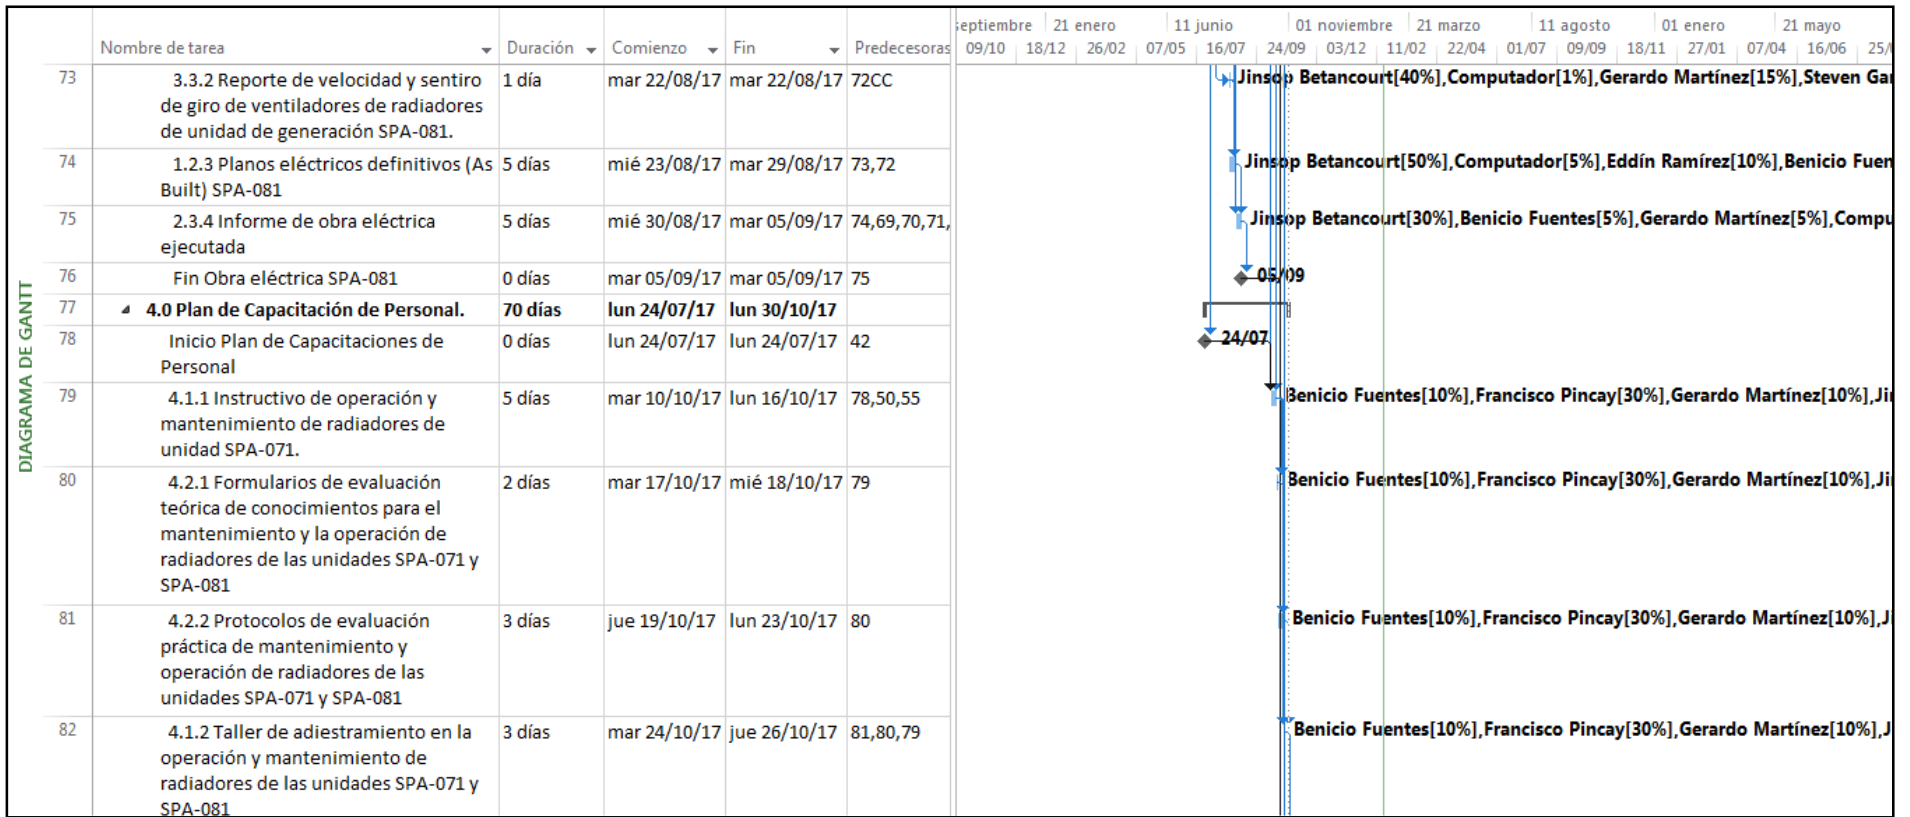 septiembre 21 enero 11 junio 01 noviembre 21 marzo 11 agosto 01 enero 21 mayo
Nombre de tarea Duración Comienzo Fin Predecesoras 09/10 18/12 26/02 07/05 16/07 24/09 03/12 11/02 22/04 01/07 09/09 18/11 27/01 07/04 16/06 25/
73 3.3.2 Reporte de velocidad y sentiro 1 día mar 22/08/17 mar 22/08/17 72CC Jinsop Betancourt[40%],Computador[1%],Gerardo Martínez[15%],Steven Gar
de giro de ventiladores de radiadores
de unidad de generación SPA-081.
74 1.2.3 Planos eléctricos definitivos (As 5 días mié 23/08/17 mar 29/08/17 73,72 Jinsop Betancourt[50%],Computador[5%],Eddín Ramírez[10%],Benicio Fuen
Built) SPA-081
75 2.3.4 Informe de obra eléctrica 5 días mié 30/08/17 mar 05/09/17 74,69,70,71, Jinsop Betancourt[30%],Benicio Fuentes[5%],Gerardo Martínez[5%],Compu
ejecutada
76 Fin Obra eléctrica SPA-081 0 días mar 05/09/17 mar 05/09/17 75 05/09
77 4.0 Plan de Capacitación de Personal. 70 días lun 24/07/17 lun 30/10/17
78 Inicio Plan de Capacitaciones de 0 días lun 24/07/17 lun 24/07/17 42 24/07
Personal
79 4.1.1 Instructivo de operación y 5 días mar 10/10/17 lun 16/10/17 78,50,55 Benicio Fuentes[10%],Francisco Pincay[30%],Gerardo Martínez[10%],Jin
mantenimiento de radiadores de
unidad SPA-071.
80 4.2.1 Formularios de evaluación 2 días mar 17/10/17 mié 18/10/17 79 Benicio Fuentes[10%],Francisco Pincay[30%],Gerardo Martínez[10%],Ji
teórica de conocimientos para el
mantenimiento y la operación de
radiadores de las unidades SPA-071 y
SPA-081
81 4.2.2 Protocolos de evaluación 3 días jue 19/10/17 lun 23/10/17 80 Benicio Fuentes[10%],Francisco Pincay[30%],Gerardo Martínez[10%],Ji
práctica de mantenimiento y
operación de radiadores de las
unidades SPA-071 y SPA-081
82 4.1.2 Taller de adiestramiento en la 3 días mar 24/10/17 jue 26/10/17 81,80,79 Benicio Fuentes[10%],Francisco Pincay[30%],Gerardo Martínez[10%],J
operación y mantenimiento de
radiadores de las unidades SPA-071 y
SPA-081
DIAGRAMA DE GANTT